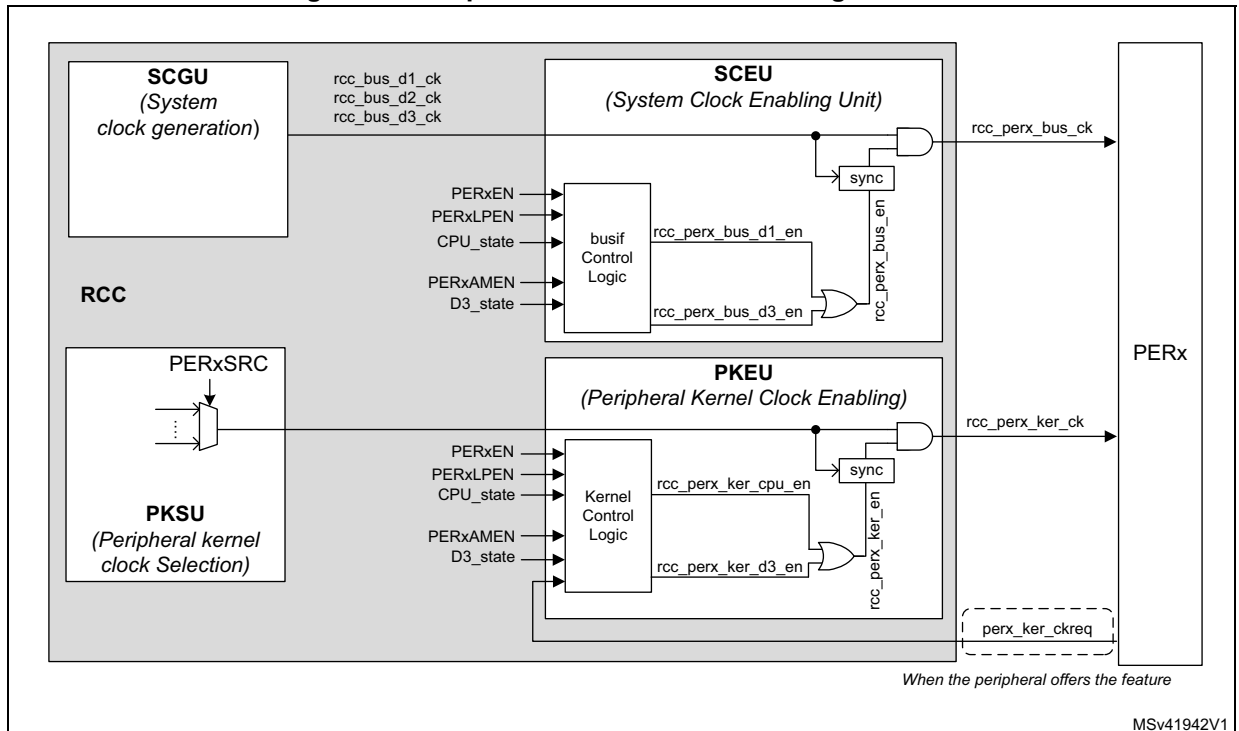 SCGU
(System
clock generation)
rcc_bus_d1_ck
rcc_bus_d2_ck
rcc_bus_d3_ck
SCEU
(System Clock Enabling Unit)
rcc_perx_bus_ck
sync
PERxEN
PERxLPEN
CPU_state
PERxAMEN
D3_state
busif
Control
Logic
rcc_perx_bus_d1_en
rcc_perx_bus_d3_en
rcc_perx_bus_en
RCC
PERx
PERxSRC
PKSU
(Peripheral kernel
clock Selection)
PKEU
(Peripheral Kernel Clock Enabling)
rcc_perx_ker_ck
sync
PERxEN
PERxLPEN
CPU_state
PERxAMEN
D3_state
Kernel
Control
Logic
rcc_perx_ker_cpu_en
rcc_perx_ker_d3_en
rcc_perx_ker_en
perx_ker_ckreq
When the peripheral offers the feature
MSv41942V1